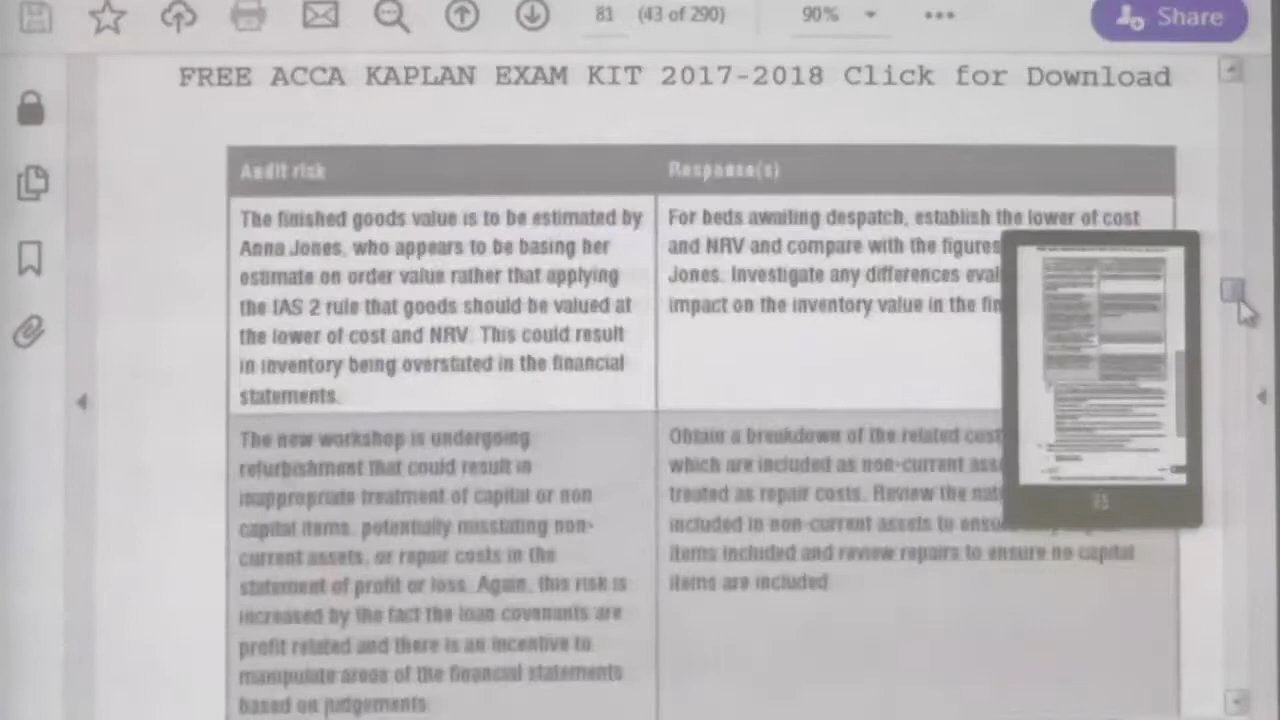 81 (43 of 290) 90% Share
FREE ACCA KAPLAN EXAM KIT 2017-2018 Click for Download
Audit risk
Response(s)
The finished goods value is to be estimated by
Anna Jones, who appears to be basing her
estimate on order value rather that applying
the IAS 2 rule that goods should be valued at
the lower of cost and NRV. This could result
in inventory being overstated in the financial
statements.
For beds awaiting despatch, establish the lower of cost
and NRV and compare with the figures
Jones. Investigate any differences eval
impact on the inventory value in the fin
The new workshop is undergoing
refurbishment that could result in
inappropriate treatment of capital or non
capital items, potentially misstating non-
current assets, or repair costs in the
statement of profit or loss. Again, this risk is
increased by the fact the loan covenants are
profit related and there is an incentive to
manipulate areas of the financial statements
based on judgements
Obtain a breakdown of the related cost
which are included as non-current asse
treated as repair costs. Review the nat
included in non-current assets to ensu
items included and review repairs to ensure no capital
items are included
81